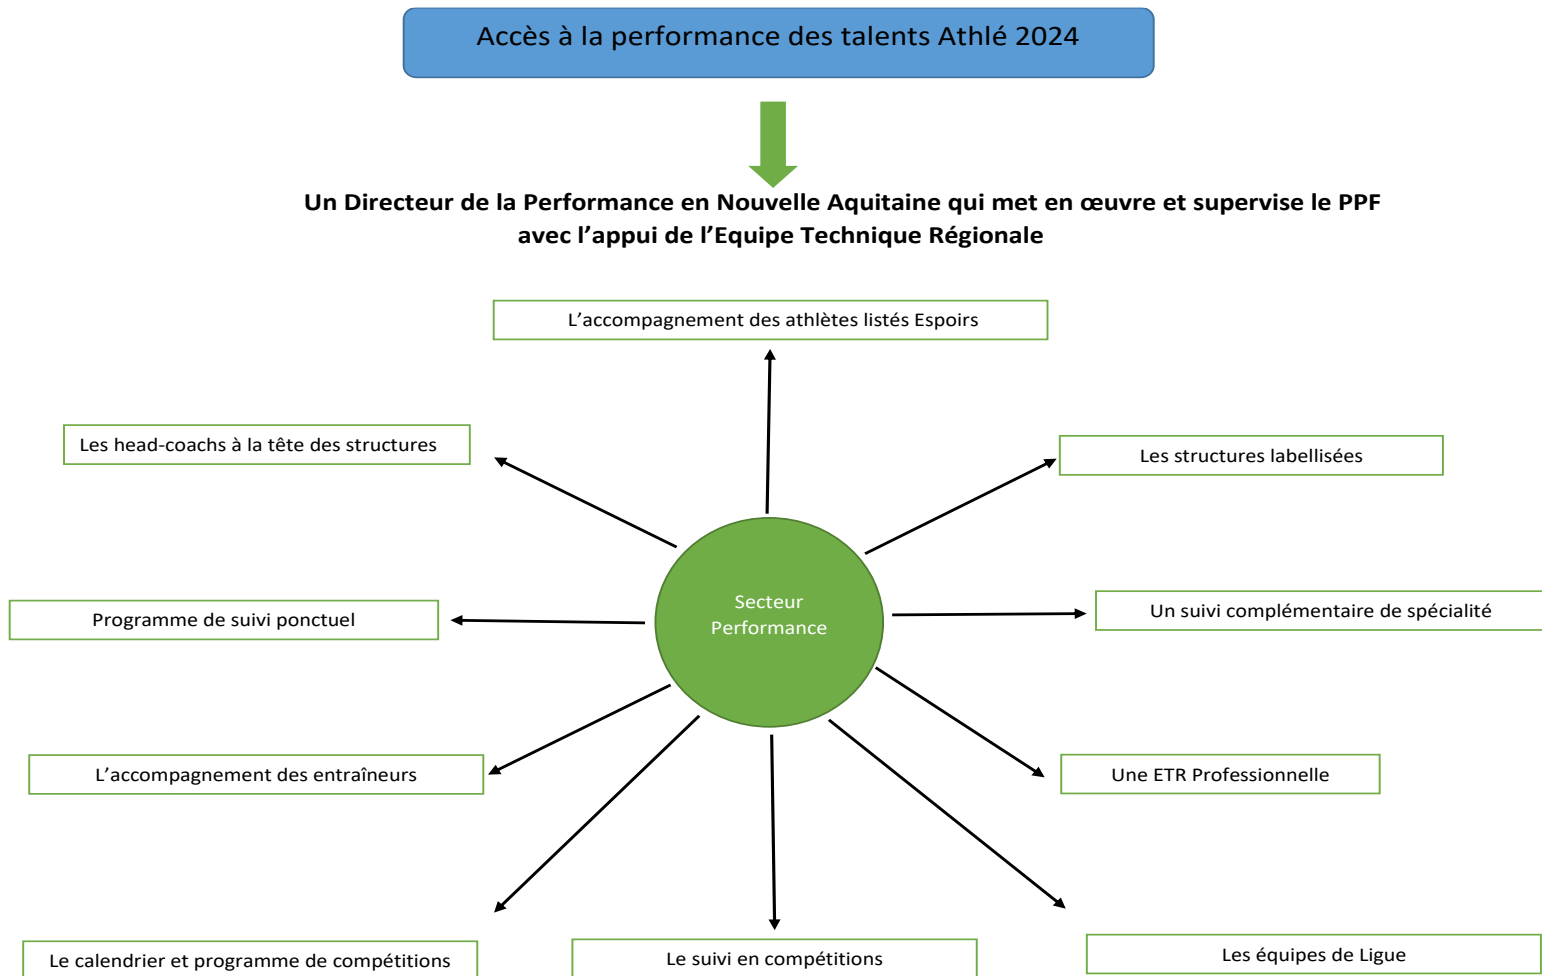 Accès à la performance des talents Athlé 2024
Un Directeur de la Performance en Nouvelle Aquitaine qui met en œuvre et supervise le PPF
avec l’appui de l’Equipe Technique Régionale
L’accompagnement des athlètes listés Espoirs
Les head-coachs à la tête des structures
Les structures labellisées
Secteur
Performance
Programme de suivi ponctuel
Un suivi complémentaire de spécialité
L’accompagnement des entraîneurs
Une ETR Professionnelle
Le calendrier et programme de compétitions
Le suivi en compétitions
Les équipes de Ligue